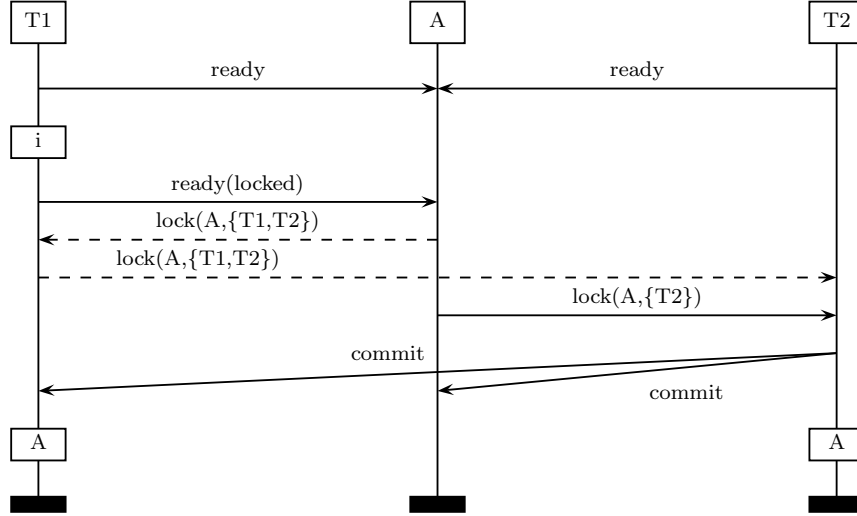 T1
A
T2
ready
ready
i
ready(locked)
lock(A,{T1,T2})
lock(A,{T1,T2})
lock(A,{T2})
commit
commit
A
A